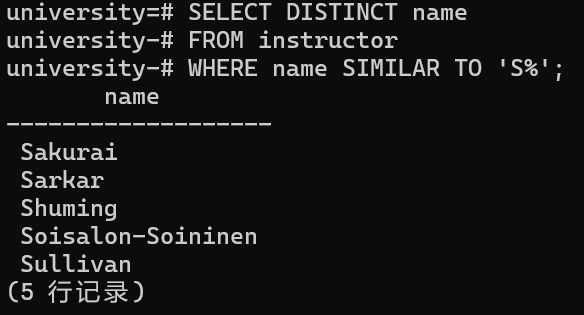 university=# SELECT DISTINCT name
university-# FROM instructor
university-# WHERE name SIMILAR TO 'S%';
       name
-------------------
 Sakurai
 Sarkar
 Shuming
 Soisalon-Soininen
 Sullivan
(5 行记录)